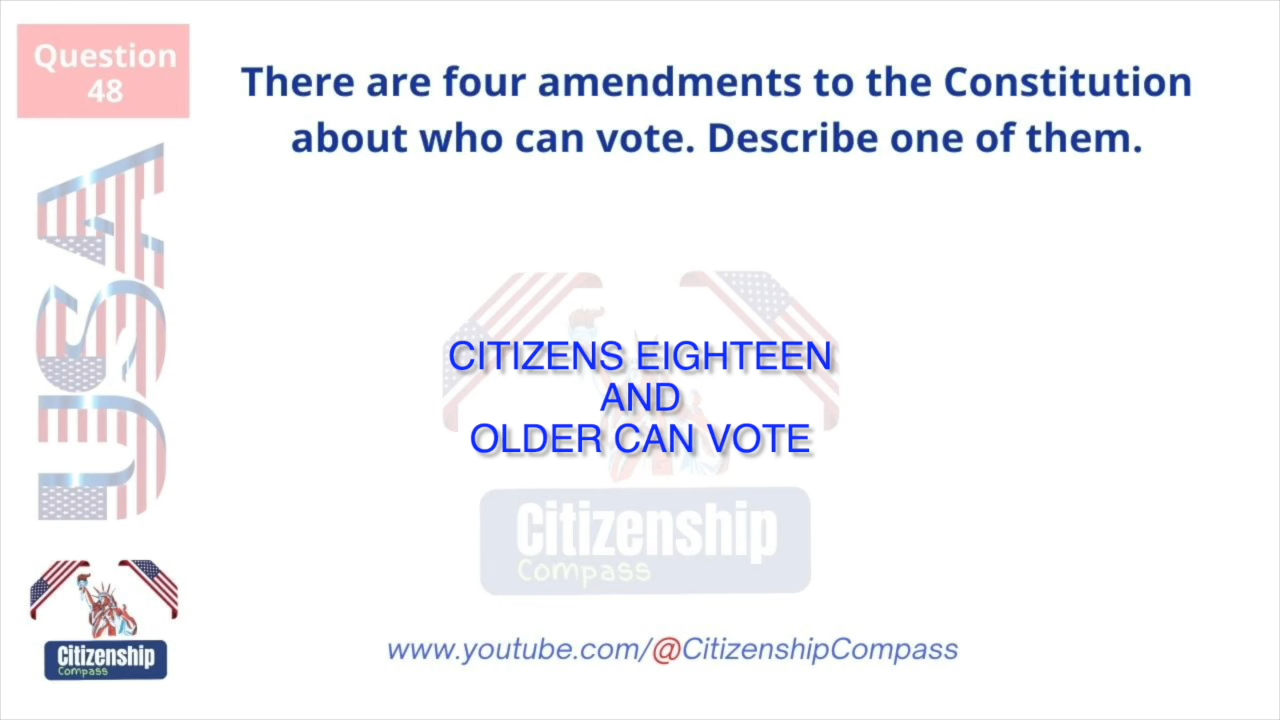 Question
48
There are four amendments to the Constitution
about who can vote. Describe one of them.
USA
CITIZENS EIGHTEEN
AND
OLDER CAN VOTE
Citizenship
Compass
Citizenship
Compass
www.youtube.com/@CitizenshipCompass